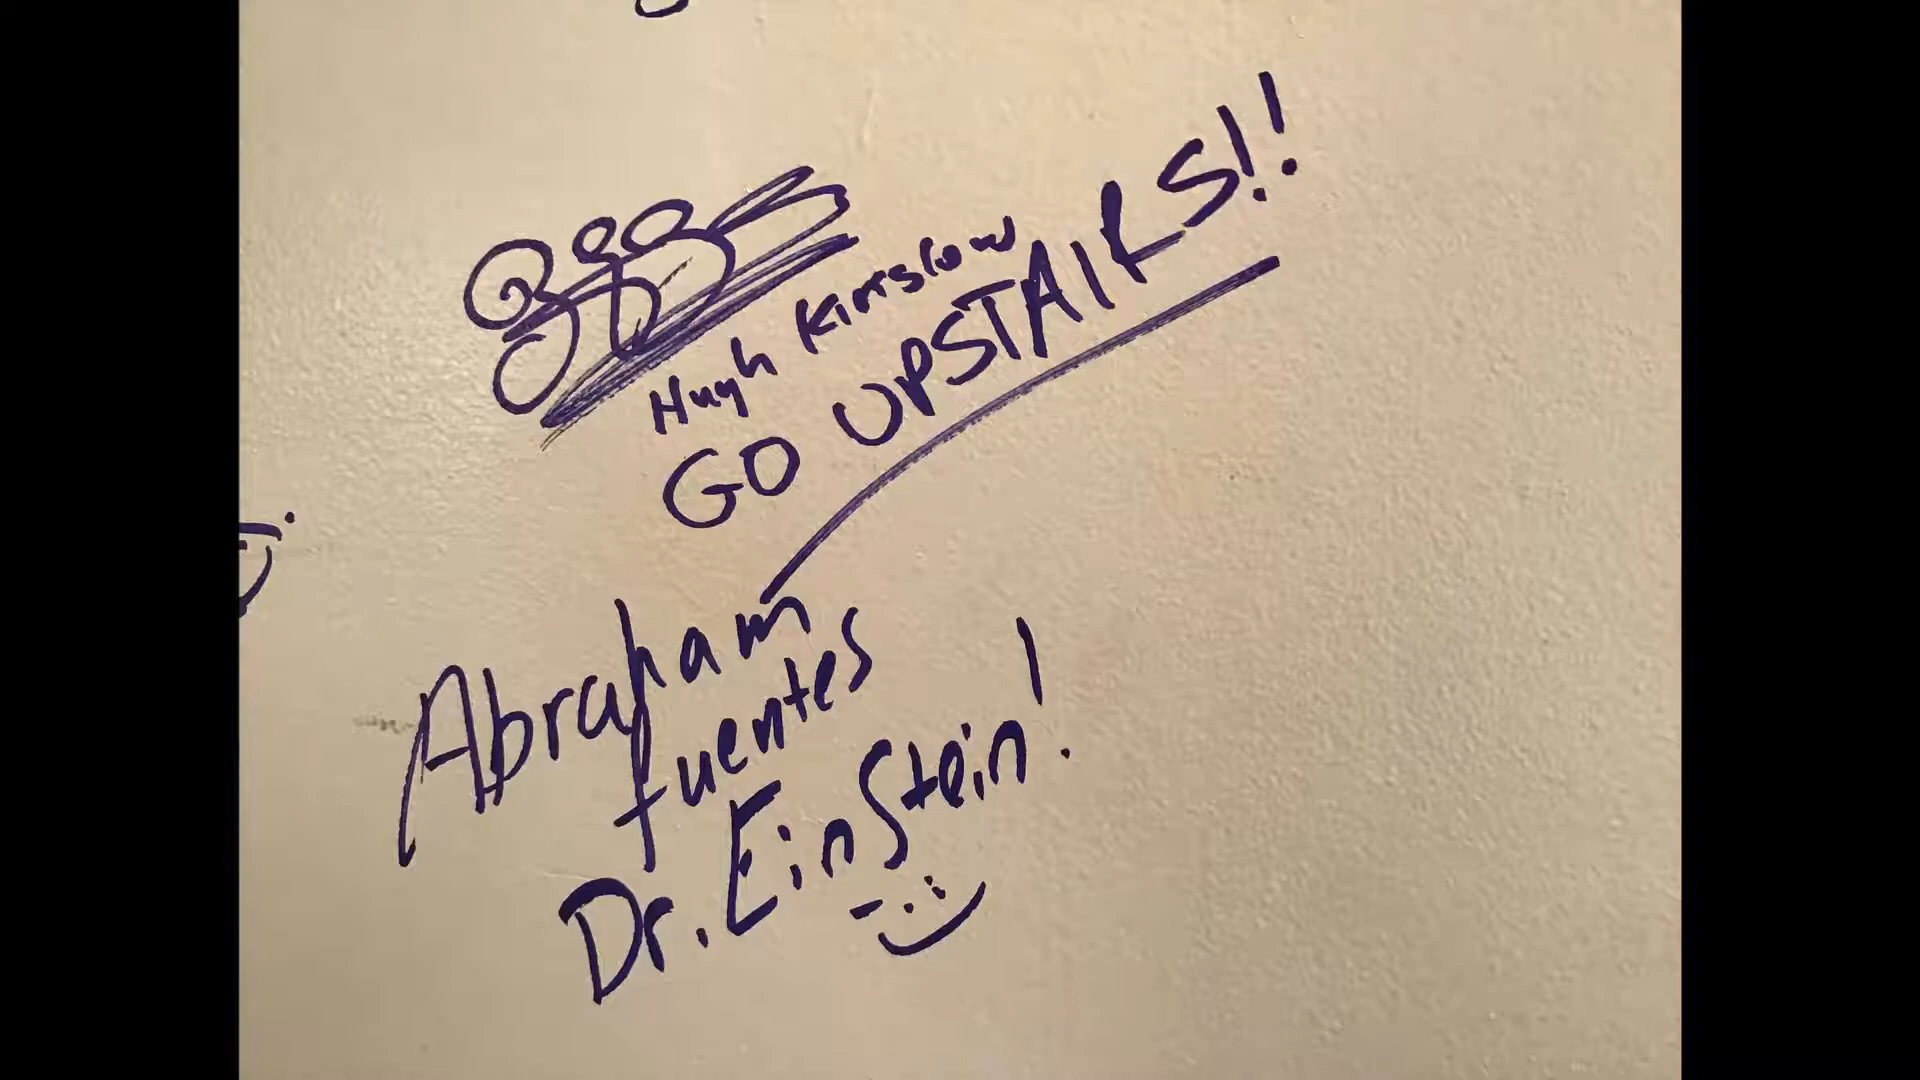 Hugh Kinslow
GO UPSTAIRS!!
Abraham
fuentes
Dr. Einstein!